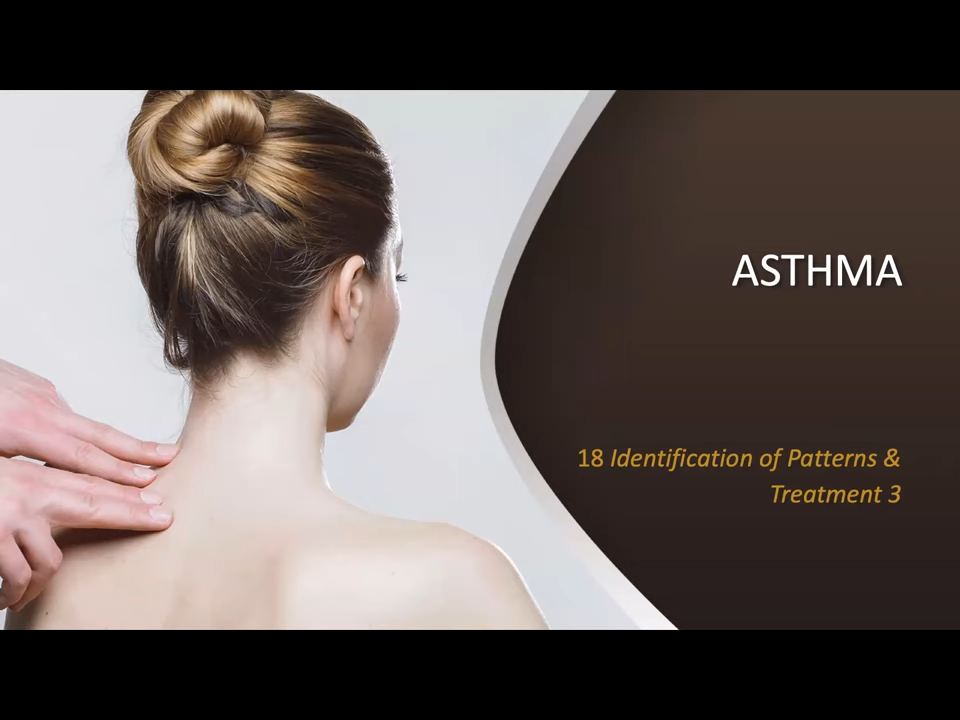 ASTHMA
18 Identification of Patterns &
Treatment 3